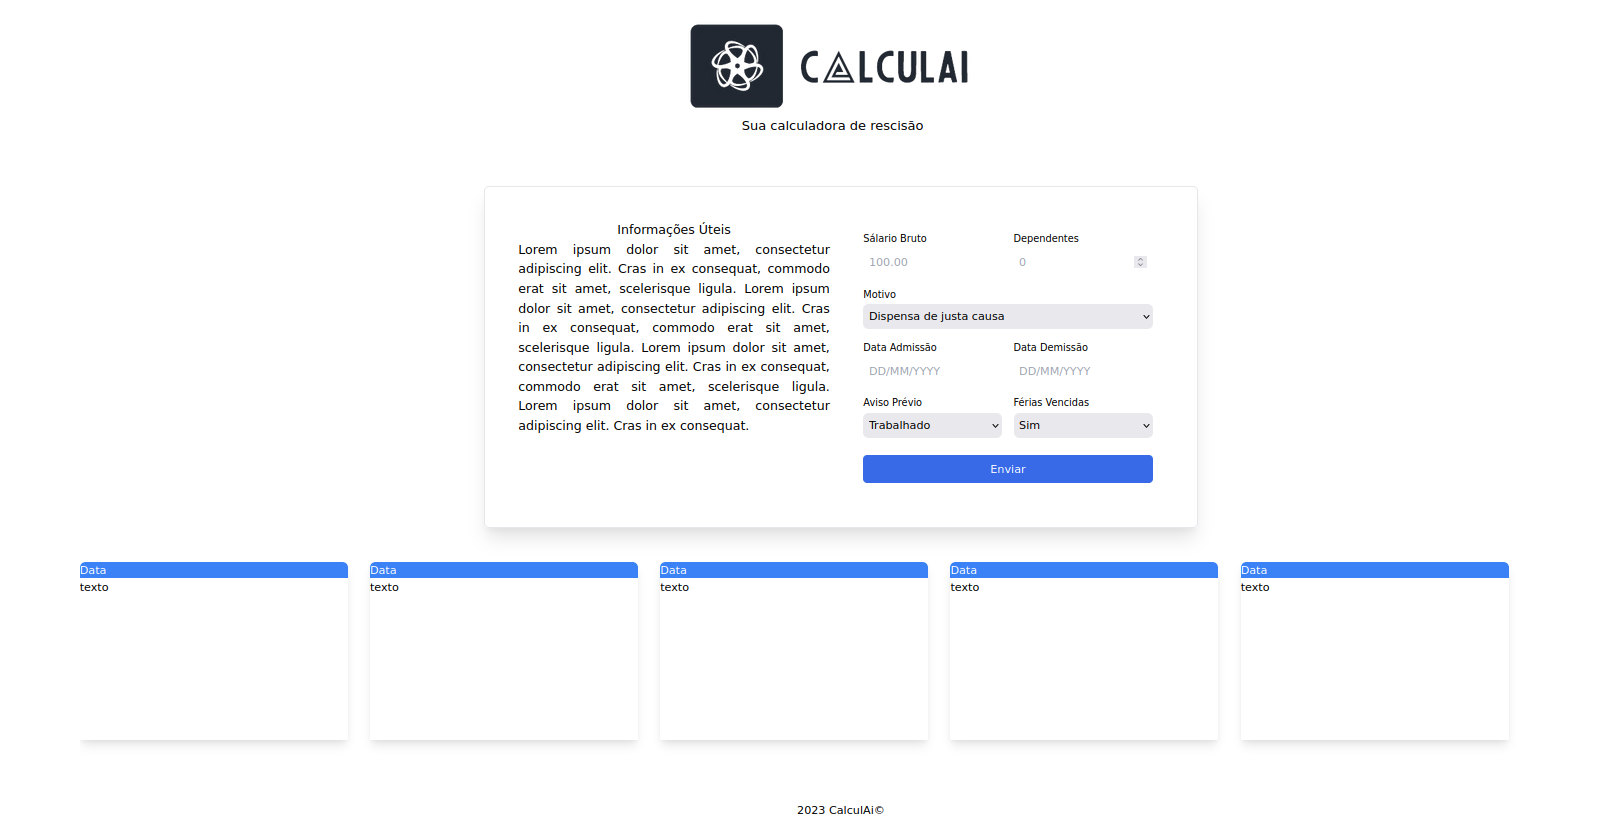 CALCULAI
Sua calculadora de rescisão
Informações Úteis
Lorem ipsum dolor sit amet, consectetur
adipiscing elit. Cras in ex consequat, commodo
erat sit amet, scelerisque ligula. Lorem ipsum
dolor sit amet, consectetur adipiscing elit. Cras
in ex consequat, commodo erat sit amet,
scelerisque ligula. Lorem ipsum dolor sit amet,
consectetur adipiscing elit. Cras in ex consequat,
commodo erat sit amet, scelerisque ligula.
Lorem ipsum dolor sit amet, consectetur
adipiscing elit. Cras in ex consequat.
Sálario Bruto Dependentes
100.00 0
Motivo
Dispensa de justa causa
Data Admissão Data Demissão
DD/MM/YYYY DD/MM/YYYY
Aviso Prévio Férias Vencidas
Trabalhado Sim
Enviar
Data Data Data Data Data
texto texto texto texto texto
2023 CalculAi©